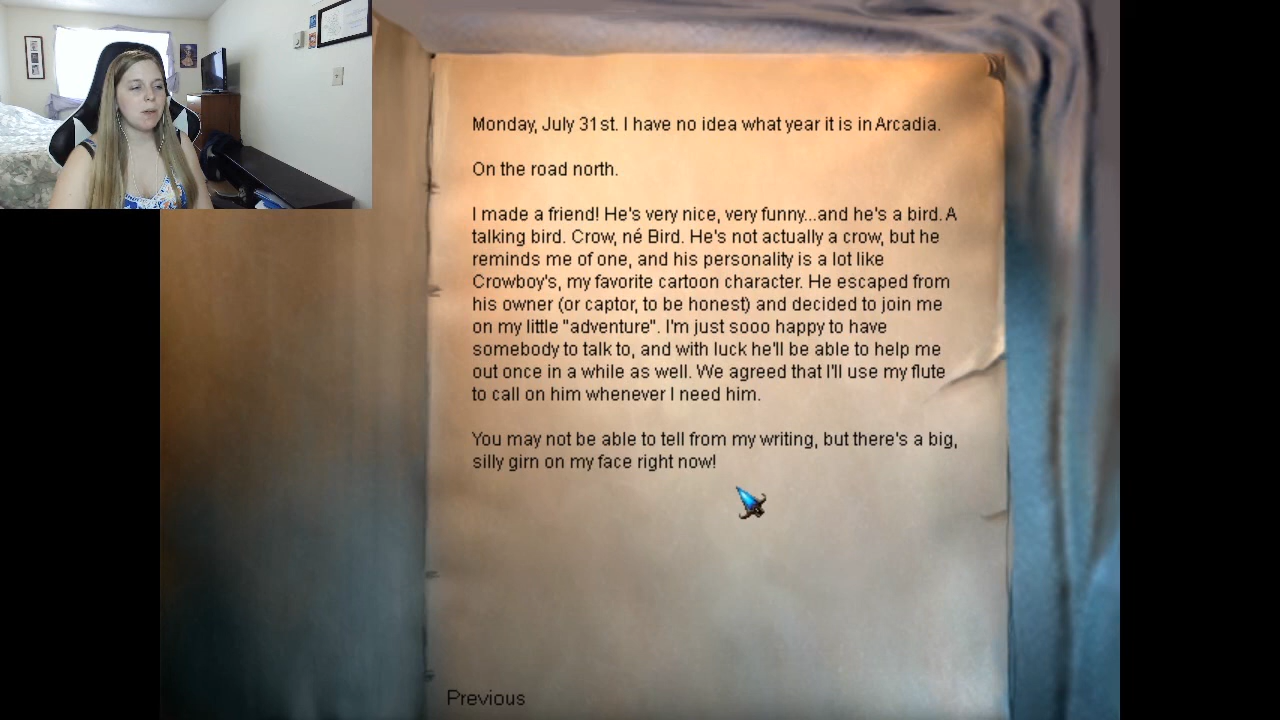 Monday, July 31st. I have no idea what year it is in Arcadia.
On the road north.
I made a friend! He's very nice, very funny...and he's a bird. A
talking bird. Crow, né Bird. He's not actually a crow, but he
reminds me of one, and his personality is a lot like
Crowboy's, my favorite cartoon character. He escaped from
his owner (or captor, to be honest) and decided to join me
on my little "adventure". I'm just sooo happy to have
somebody to talk to, and with luck he'll be able to help me
out once in a while as well. We agreed that I'll use my flute
to call on him whenever I need him.
You may not be able to tell from my writing, but there's a big,
silly girn on my face right now!
Previous